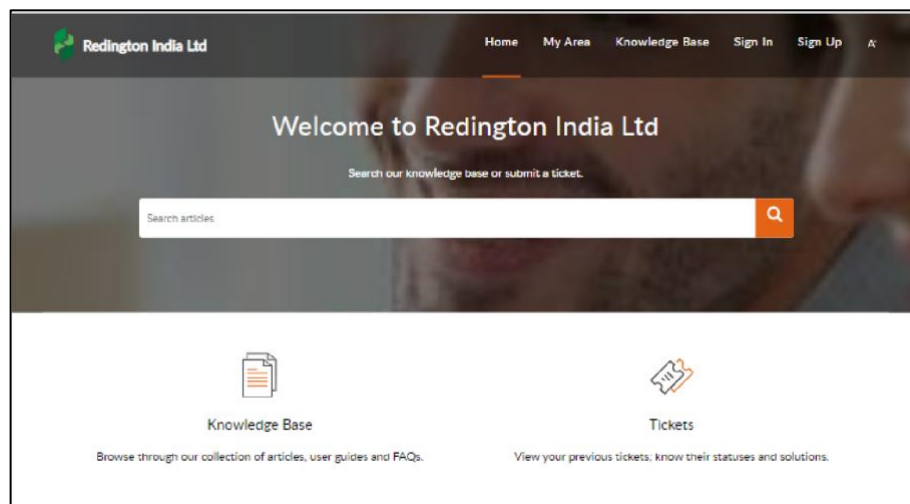 Redington India Ltd
Home My Area Knowledge Base Sign In Sign Up A
Welcome to Redington India Ltd
Search our knowledge base or submit a ticket.
Search articles
Knowledge Base Tickets
Browse through our collection of articles, user guides and FAQs. View your previous tickets; know their statuses and solutions.